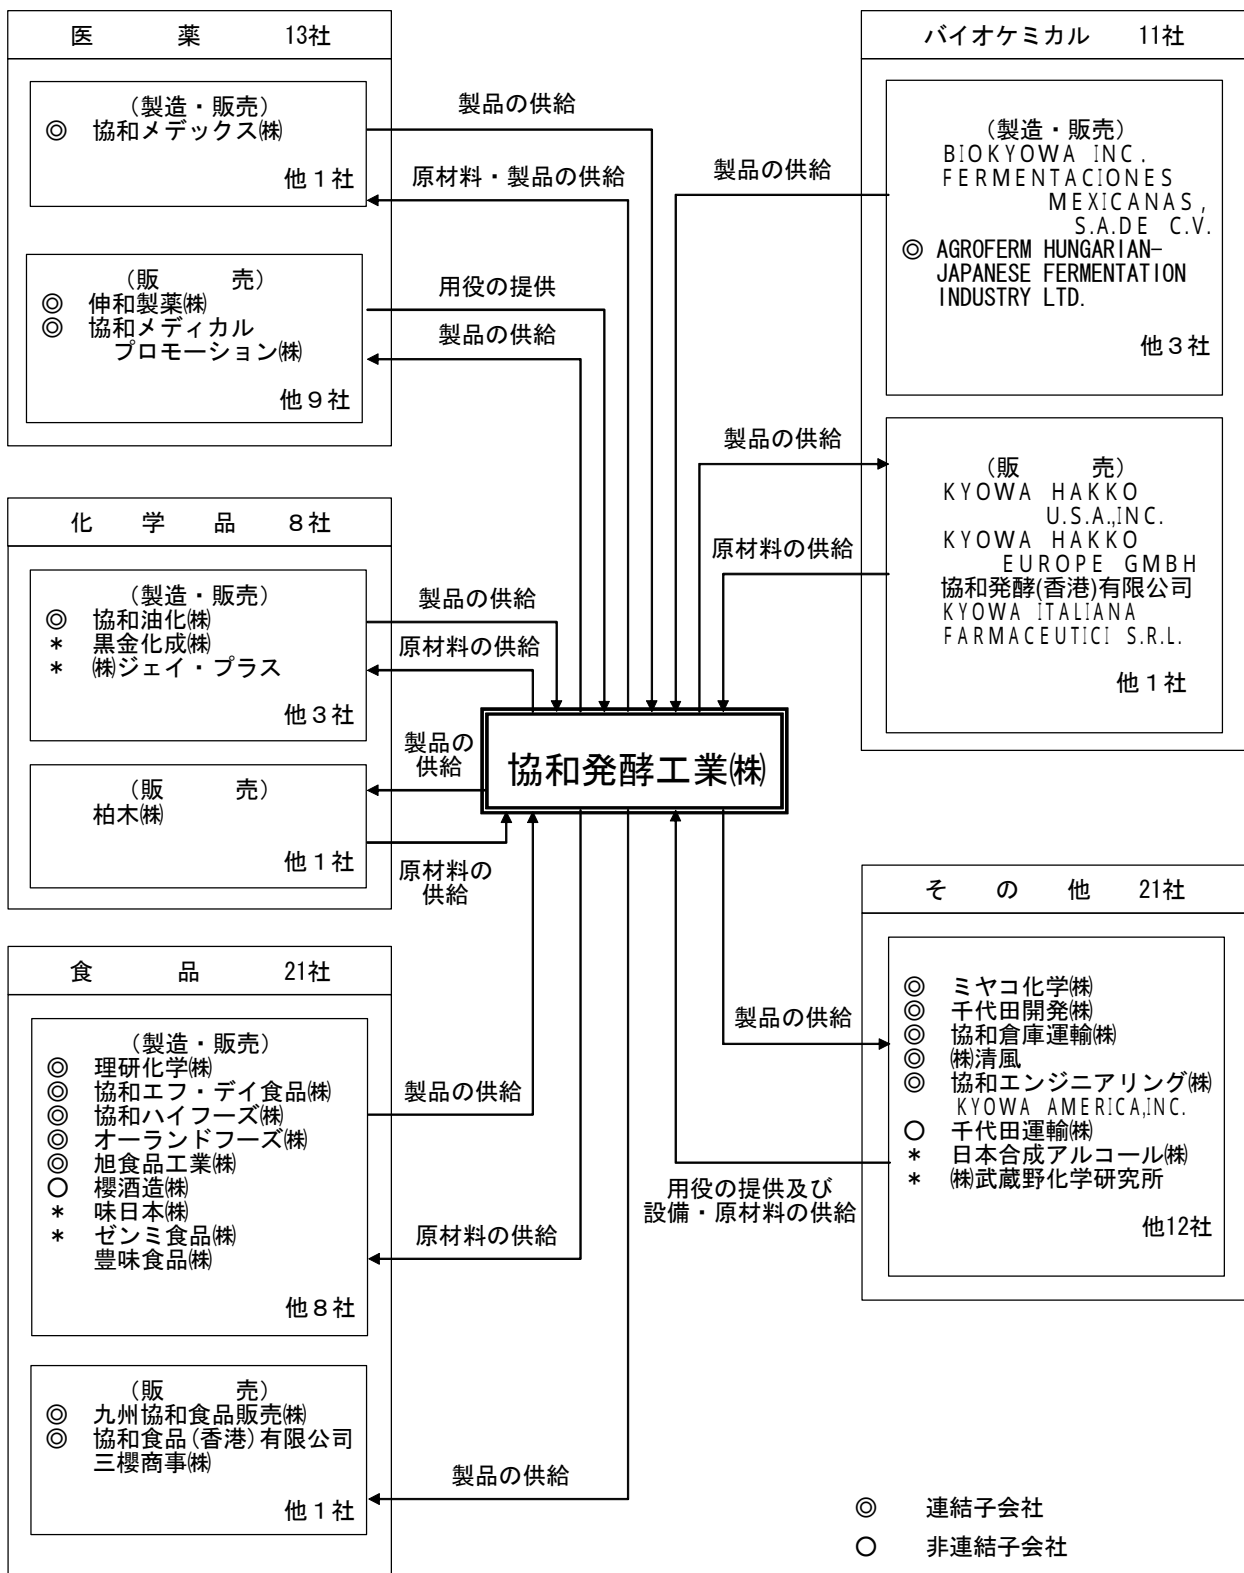 医　薬　13社
（製造・販売）
◎ 協和メデックス㈱
他１社
（販　売）
◎ 伸和製薬㈱
◎ 協和メディカル
プロモーション㈱
他９社
製品の供給
原材料・製品の供給
用役の提供
製品の供給
バイオケミカル　11社
（製造・販売）
BIOKYOWA INC.
FERMENTACIONES
MEXICANAS,
S.A.DE C.V.
◎ AGROFERM HUNGARIAN-
JAPANESE FERMENTATION
INDUSTRY LTD.
他３社
（販　売）
KYOWA HAKKO
U.S.A.,INC.
KYOWA HAKKO
EUROPE GMBH
協和発酵(香港)有限公司
KYOWA ITALIANA
FARMACEUTICI S.R.L.
他１社
製品の供給
製品の供給
原材料の供給
化　学　品　８社
（製造・販売）
◎ 協和油化㈱
＊ 黒金化成㈱
＊ ㈱ジェイ・プラス
他３社
（販　売）
柏木㈱
他１社
製品の供給
原材料の供給
製品の
供給
原材料の
供給
協和発酵工業㈱
食　品　21社
（製造・販売）
◎ 理研化学㈱
◎ 協和エフ・デイ食品㈱
◎ 協和ハイフーズ㈱
◎ オーランドフーズ㈱
◎ 旭食品工業㈱
○ 櫻酒造㈱
＊ 味日本㈱
＊ ゼンミ食品㈱
豊味食品㈱
他８社
（販　売）
◎ 九州協和食品販売㈱
◎ 協和食品(香港)有限公司
三櫻商事㈱
他１社
製品の供給
原材料の供給
製品の供給
そ　の　他　21社
◎ ミヤコ化学㈱
◎ 千代田開発㈱
◎ 協和倉庫運輸㈱
◎ ㈱清風
◎ 協和エンジニアリング㈱
KYOWA AMERICA,INC.
○ 千代田運輸㈱
＊ 日本合成アルコール㈱
＊ ㈱武蔵野化学研究所
他12社
製品の供給
用役の提供及び
設備・原材料の供給
◎ 連結子会社
○ 非連結子会社